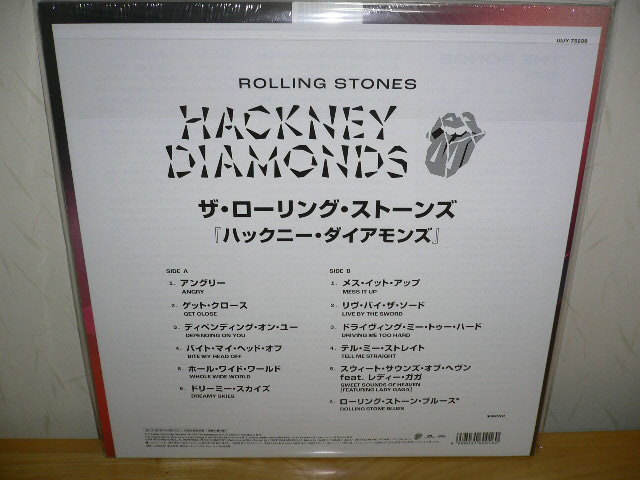 UIJY-75289
ROLLING STONES
HACKNEY
DIAMONDS
ザ・ローリング・ストーンズ
『ハックニー・ダイアモンズ』
SIDE A
1. アングリー
ANGRY
2. ゲット・クロース
GET CLOSE
3. ディペンディング・オン・ユー
DEPENDING ON YOU
4. バイト・マイ・ヘッド・オフ
BITE MY HEAD OFF
5. ホール・ワイド・ワールド
WHOLE WIDE WORLD
6. ドリーミー・スカイズ
DREAMY SKIES
SIDE B
1. メス・イット・アップ
MESS IT UP
2. リヴ・バイ・ザ・ソード
LIVE BY THE SWORD
3. ドライヴィング・ミー・トゥー・ハード
DRIVING ME TOO HARD
4. テル・ミー・ストレイト
TELL ME STRAIGHT
5. スウィート・サウンズ・オブ・ヘヴン
feat. レディー・ガガ
SWEET SOUNDS OF HEAVEN
[FEATURING LADY GAGA]
6. ローリング・ストーン・ブルース*
ROLLING STONE BLUES